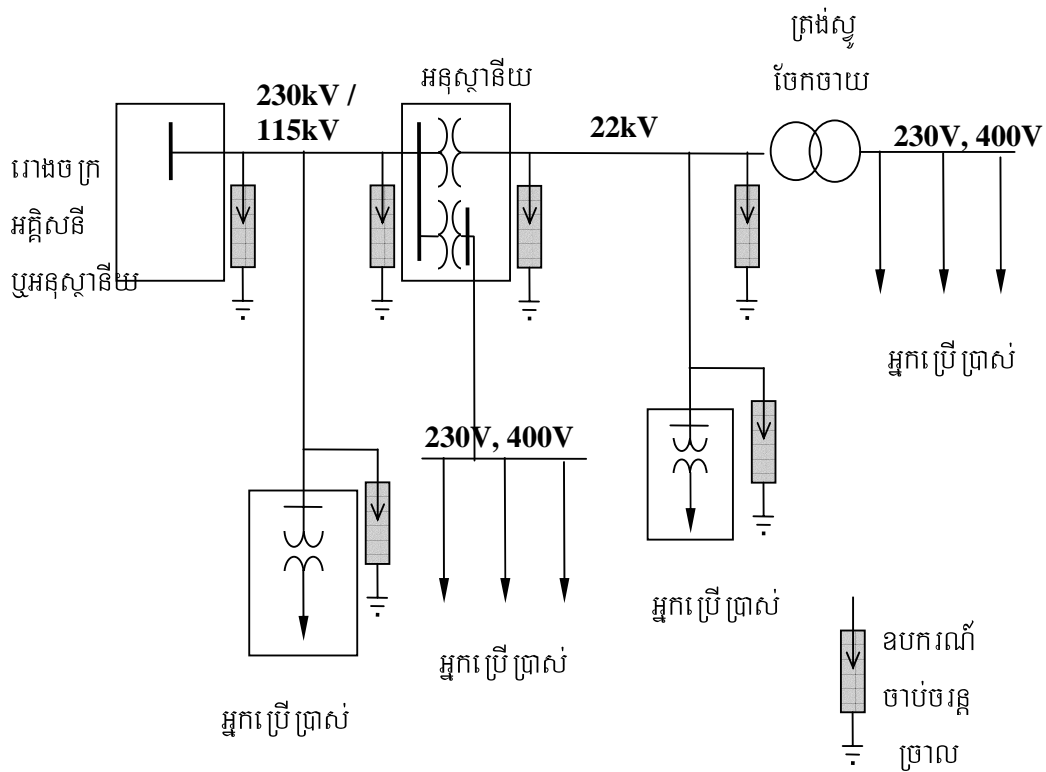 ត្រង់ស្វូ
ចែកចាយ
អនុស្ថានីយ
230kV /
115kV
22kV
230V, 400V
រោងចក្រ
អគ្គិសនី
ឬអនុស្ថានីយ
អ្នកប្រើប្រាស់
230V, 400V
អ្នកប្រើប្រាស់
អ្នកប្រើប្រាស់
អ្នកប្រើប្រាស់
ឧបករណ៍
ចាប់ចរន្ត
ច្រាល